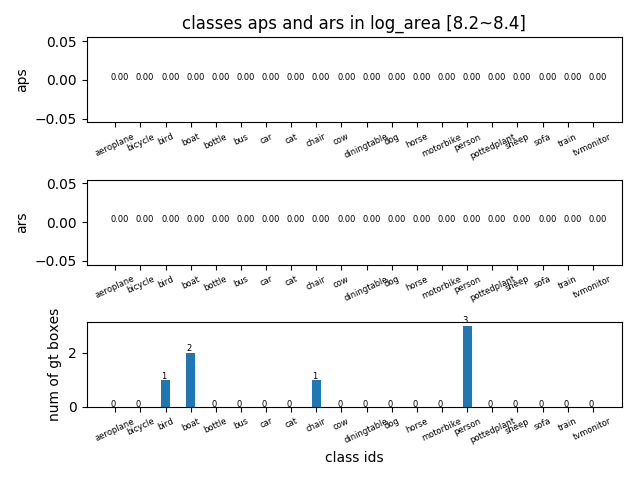 classes aps and ars in log_area [8.2~8.4]
aps
0.05
0.00
−0.05
0.00 0.00 0.00 0.00 0.00 0.00 0.00 0.00 0.00 0.00 0.00 0.00 0.00 0.00 0.00 0.00 0.00 0.00 0.00 0.00
aeroplane bicycle bird boat bottle bus car cat chair cow diningtable dog horse motorbike person pottedplant sheep sofa train tvmonitor
ars
0.05
0.00
−0.05
0.00 0.00 0.00 0.00 0.00 0.00 0.00 0.00 0.00 0.00 0.00 0.00 0.00 0.00 0.00 0.00 0.00 0.00 0.00 0.00
aeroplane bicycle bird boat bottle bus car cat chair cow diningtable dog horse motorbike person pottedplant sheep sofa train tvmonitor
num of gt boxes
2
0
0 0 1 2 0 0 0 0 1 0 0 0 0 0 3 0 0 0 0 0
aeroplane bicycle bird boat bottle bus car cat chair cow diningtable dog horse motorbike person pottedplant sheep sofa train tvmonitor
class ids